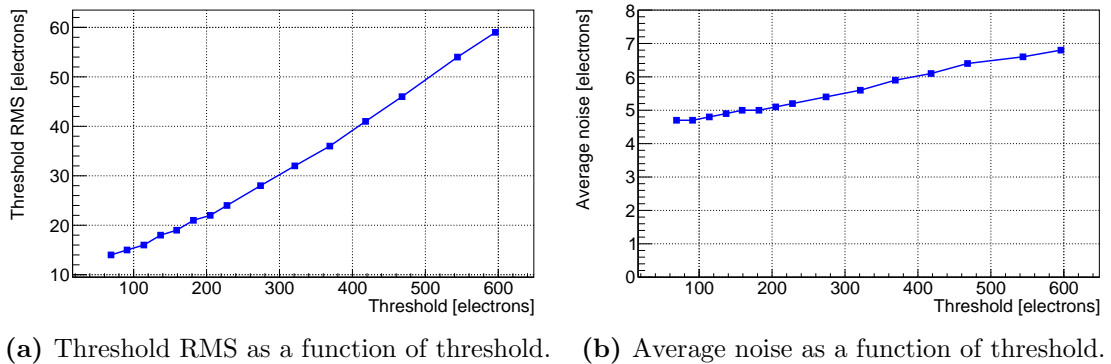 Threshold RMS [electrons]
60
50
40
30
20
10
100 200 300 400 500 600
Threshold [electrons]
Average noise [electrons]
8
7
6
5
4
3
2
1
0
100 200 300 400 500 600
Threshold [electrons]
(a) Threshold RMS as a function of threshold.
(b) Average noise as a function of threshold.